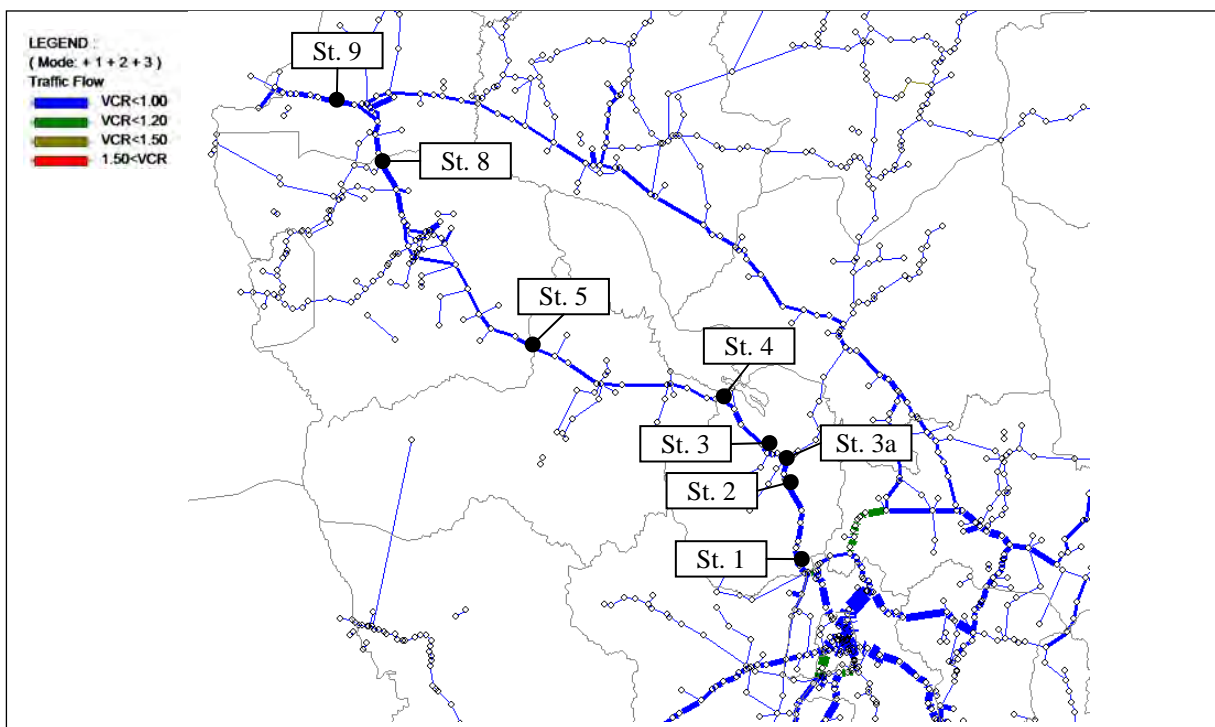 LEGEND :
( Mode: + 1 + 2 + 3 )
Traffic Flow
VCR<1.00
VCR<1.20
VCR<1.50
1.50<VCR
St. 9
St. 8
St. 5
St. 4
St. 3
St. 3a
St. 2
St. 1